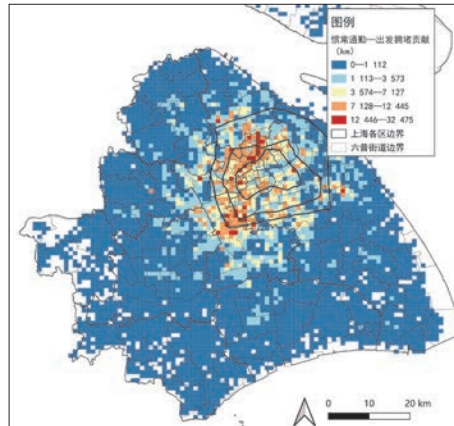 图例
惯常通勤—出发拥堵贡献
(km)
0—1 112
1 113—3 573
3 574—7 127
7 128—12 445
12 446—32 475
上海各区边界
六普街道边界
0 10 20 km